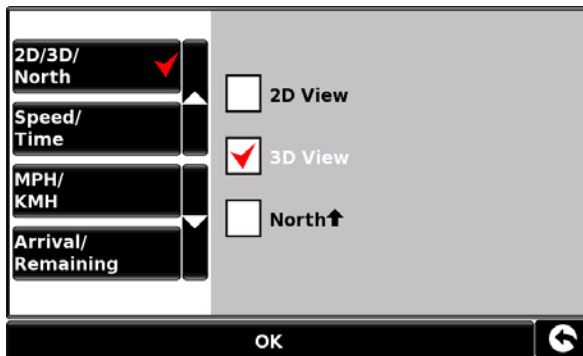 2D/3D/
North
Speed/
Time
MPH/
KMH
Arrival/
Remaining
2D View
3D View
North⬆
OK